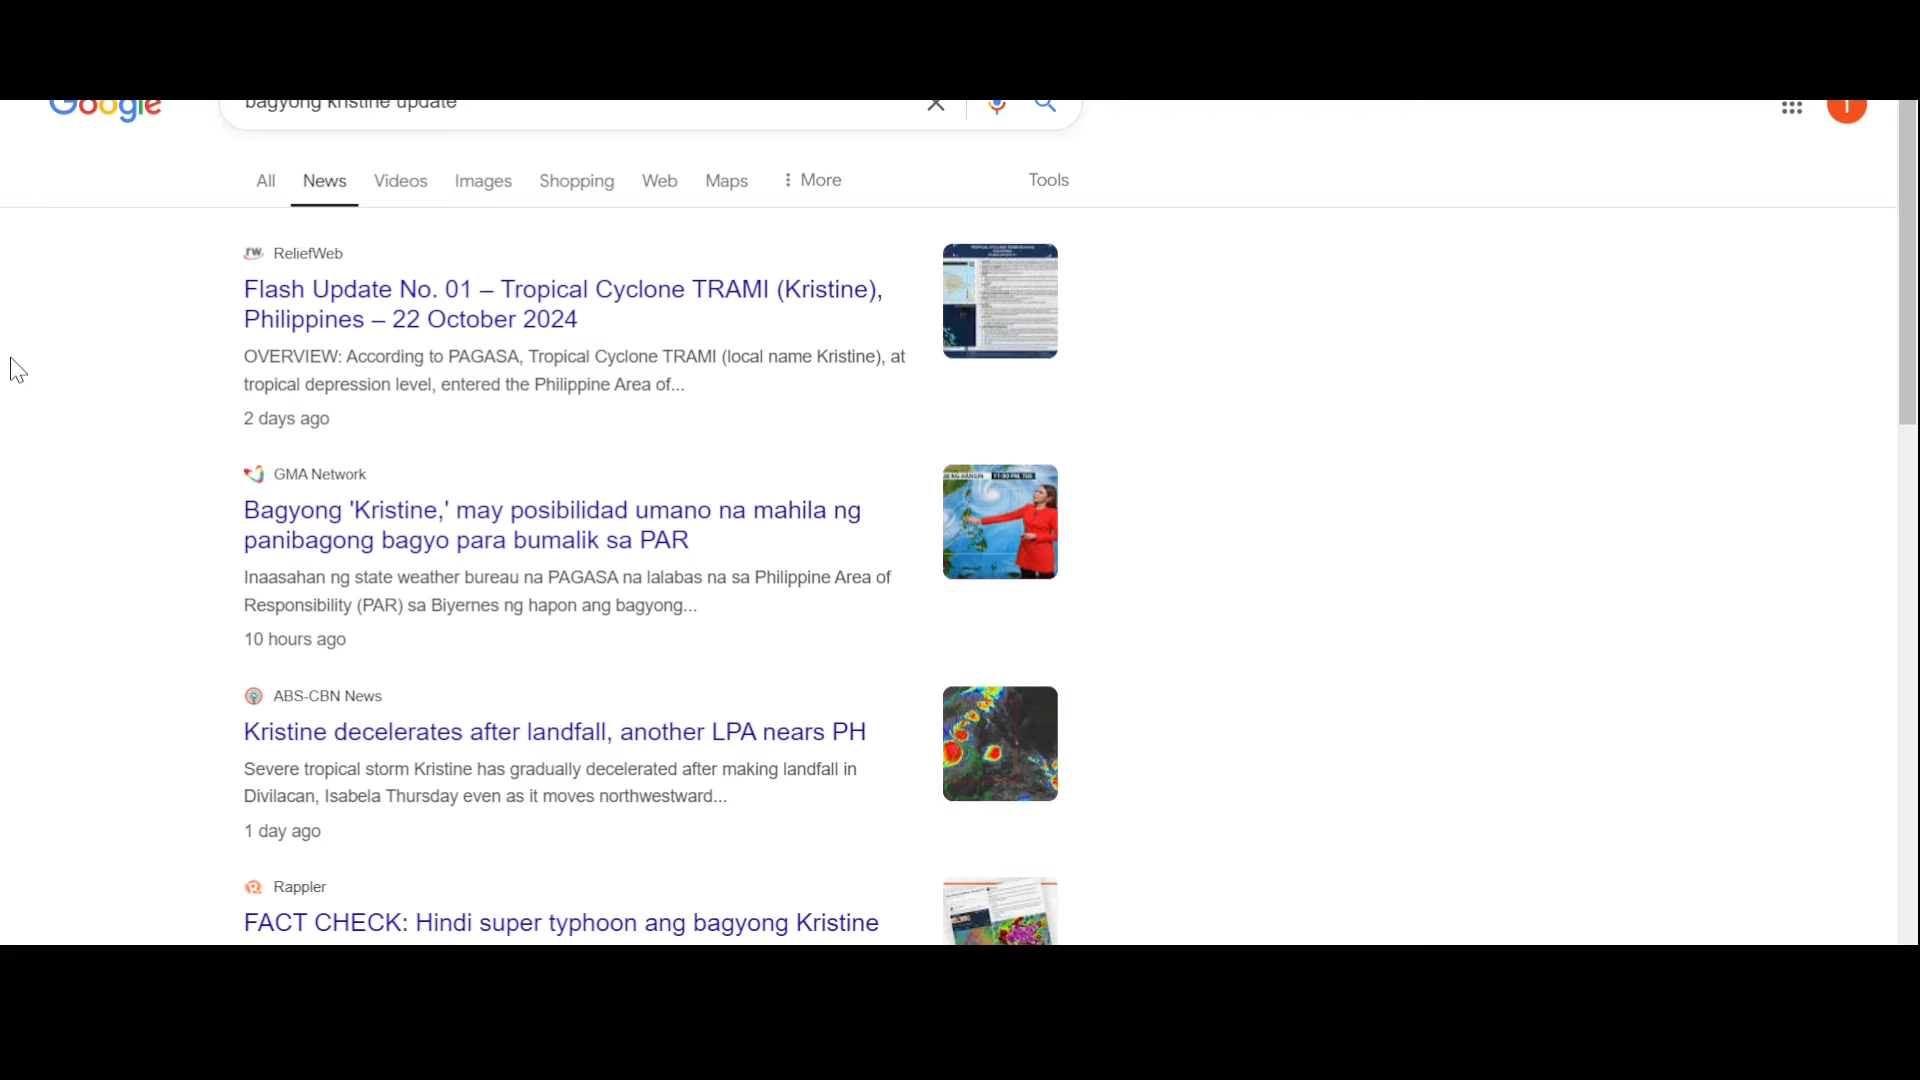 Google
bagyong kristine update
All News Videos Images Shopping Web Maps More Tools
ReliefWeb
Flash Update No. 01 – Tropical Cyclone TRAMI (Kristine),
Philippines – 22 October 2024
OVERVIEW: According to PAGASA, Tropical Cyclone TRAMI (local name Kristine), at
tropical depression level, entered the Philippine Area of...
2 days ago
GMA Network
Bagyong 'Kristine,' may posibilidad umano na mahila ng
panibagong bagyo para bumalik sa PAR
Inaasahan ng state weather bureau na PAGASA na lalabas na sa Philippine Area of
Responsibility (PAR) sa Biyernes ng hapon ang bagyong...
10 hours ago
ABS-CBN News
Kristine decelerates after landfall, another LPA nears PH
Severe tropical storm Kristine has gradually decelerated after making landfall in
Divilacan, Isabela Thursday even as it moves northwestward...
1 day ago
Rappler
FACT CHECK: Hindi super typhoon ang bagyong Kristine